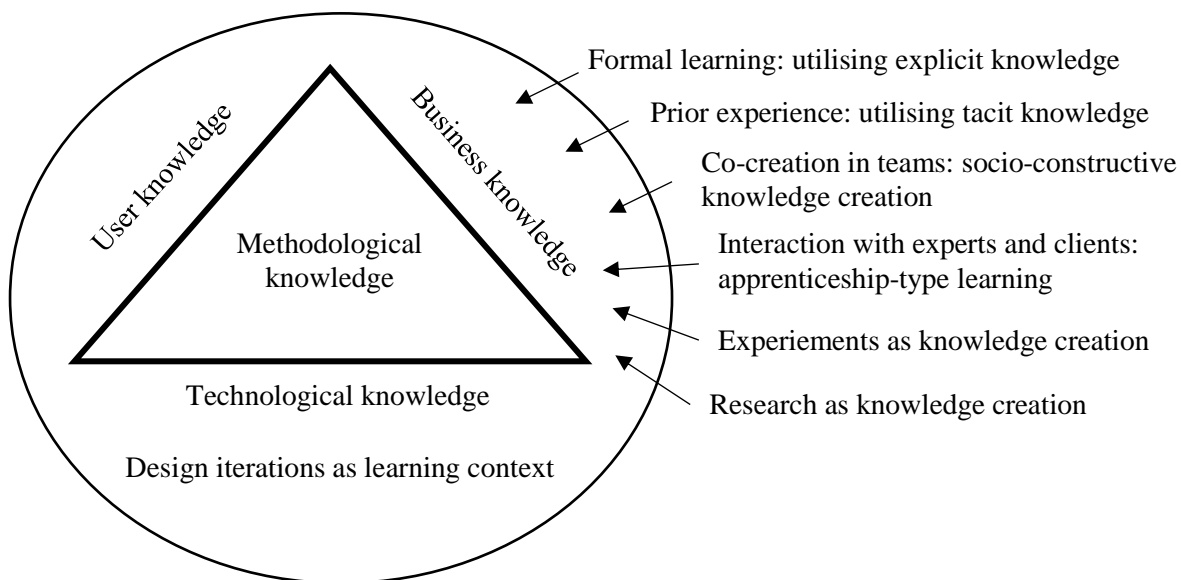 Formal learning: utilising explicit knowledge
Prior experience: utilising tacit knowledge
Co-creation in teams: socio-constructive
knowledge creation
Interaction with experts and clients:
apprenticeship-type learning
Experiements as knowledge creation
Research as knowledge creation
User knowledge
Business knowledge
Methodological
knowledge
Technological knowledge
Design iterations as learning context